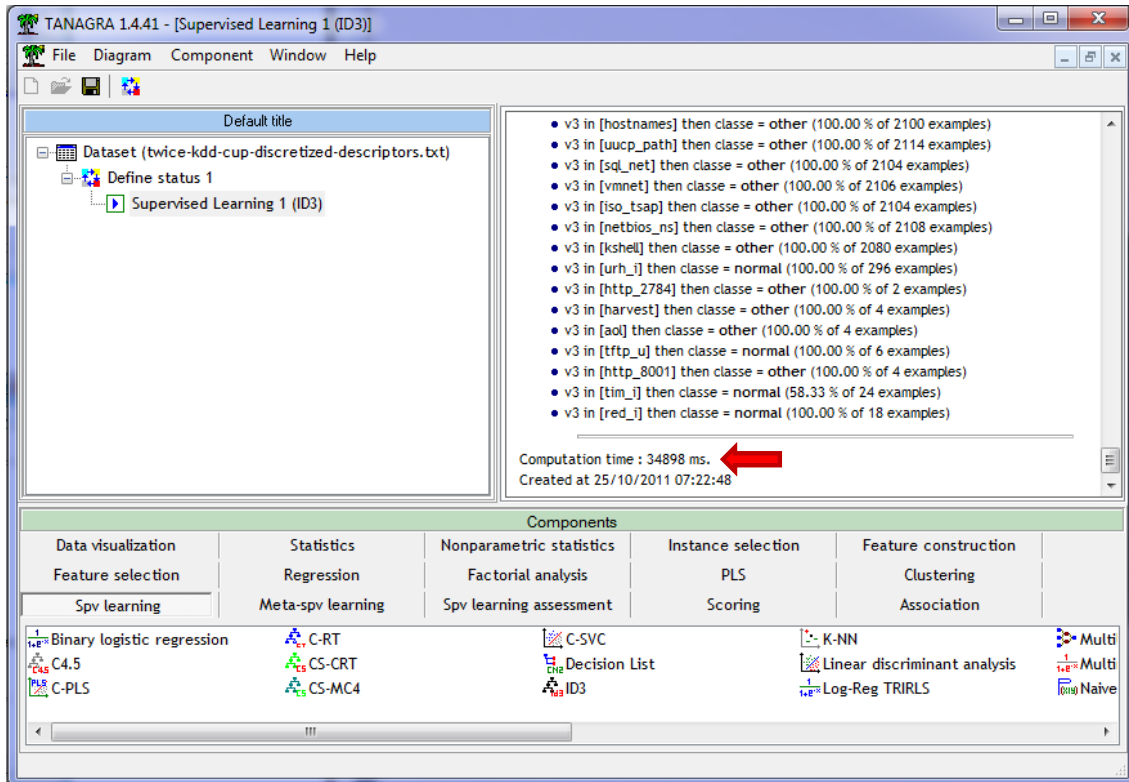 TANAGRA 1.4.41 - [Supervised Learning 1 (ID3)]
File Diagram Component Window Help
Default title
Dataset (twice-kdd-cup-discretized-descriptors.txt)
Define status 1
Supervised Learning 1 (ID3)
v3 in [hostnames] then classe = other (100.00 % of 2100 examples)
v3 in [uucp_path] then classe = other (100.00 % of 2114 examples)
v3 in [sql_net] then classe = other (100.00 % of 2104 examples)
v3 in [vmnet] then classe = other (100.00 % of 2106 examples)
v3 in [iso_tsap] then classe = other (100.00 % of 2104 examples)
v3 in [netbios_ns] then classe = other (100.00 % of 2108 examples)
v3 in [kshell] then classe = other (100.00 % of 2080 examples)
v3 in [urh_i] then classe = normal (100.00 % of 296 examples)
v3 in [http_2784] then classe = other (100.00 % of 2 examples)
v3 in [harvest] then classe = other (100.00 % of 4 examples)
v3 in [aol] then classe = other (100.00 % of 4 examples)
v3 in [tftp_u] then classe = normal (100.00 % of 6 examples)
v3 in [http_8001] then classe = other (100.00 % of 4 examples)
v3 in [tim_i] then classe = normal (58.33 % of 24 examples)
v3 in [red_i] then classe = normal (100.00 % of 18 examples)
Computation time : 34898 ms.
Created at 25/10/2011 07:22:48
Components
Data visualization Statistics Nonparametric statistics Instance selection Feature construction
Feature selection Regression Factorial analysis PLS Clustering
Spv learning Meta-spv learning Spv learning assessment Scoring Association
Binary logistic regression C-RT C-SVC K-NN Multi
C4.5 CS-CRT Decision List Linear discriminant analysis Multi
C-PLS CS-MC4 ID3 Log-Reg TRIRLS Naive